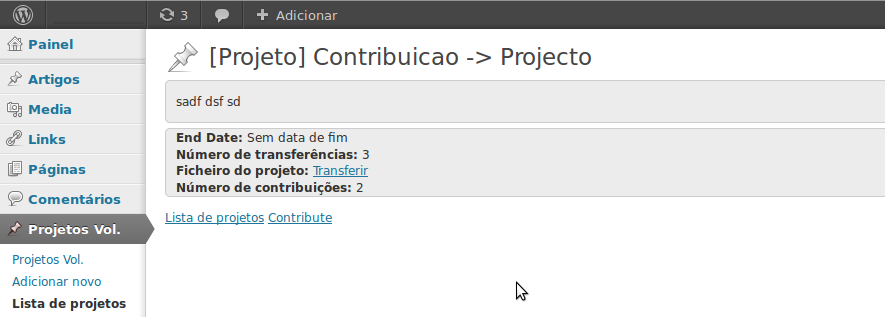 3
Adicionar
Painel
Artigos
Media
Links
Páginas
Comentários
Projetos Vol.
Projetos Vol.
Adicionar novo
Lista de projetos
[Projeto] Contribuicao -> Projecto
sadf dsf sd
End Date: Sem data de fim
Número de transferências: 3
Ficheiro do projeto: Transferir
Número de contribuições: 2
Lista de projetos Contribute